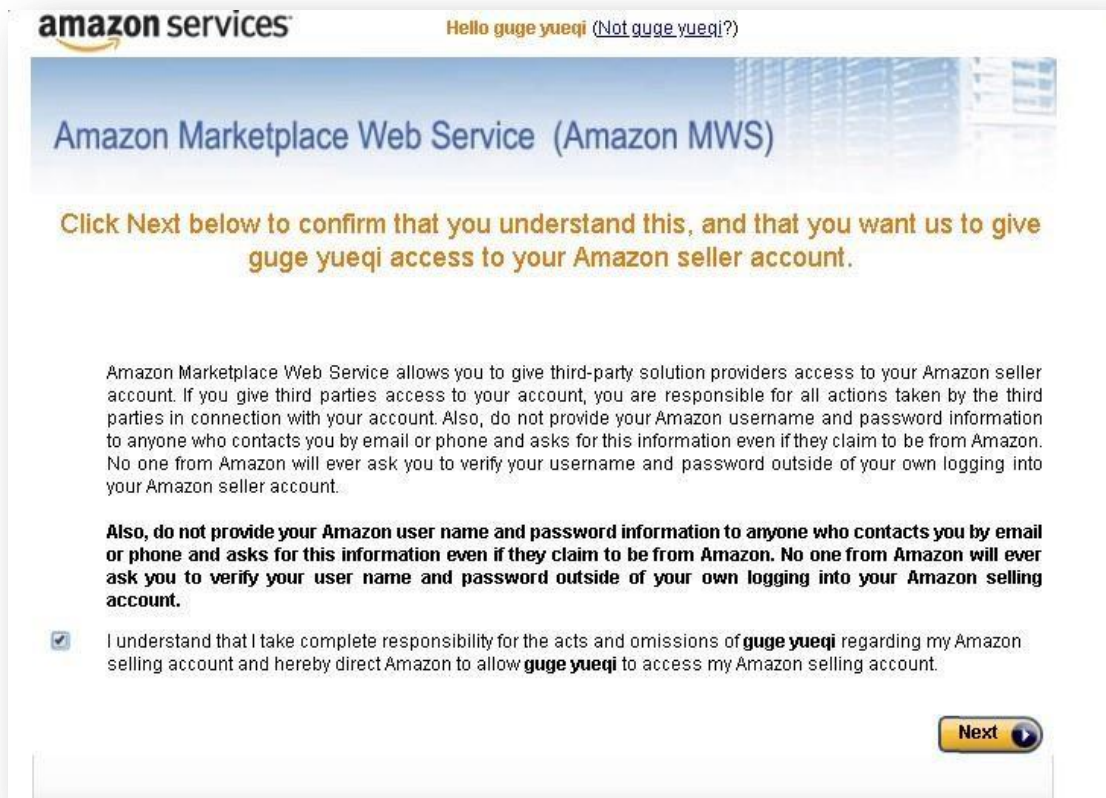 amazon services
Hello guge yueqi (Not guge yueqi?)
Amazon Marketplace Web Service (Amazon MWS)
Click Next below to confirm that you understand this, and that you want us to give
guge yueqi access to your Amazon seller account.
Amazon Marketplace Web Service allows you to give third-party solution providers access to your Amazon seller
account. If you give third parties access to your account, you are responsible for all actions taken by the third
parties in connection with your account. Also, do not provide your Amazon username and password information
to anyone who contacts you by email or phone and asks for this information even if they claim to be from Amazon.
No one from Amazon will ever ask you to verify your username and password outside of your own logging into
your Amazon seller account.
Also, do not provide your Amazon user name and password information to anyone who contacts you by email
or phone and asks for this information even if they claim to be from Amazon. No one from Amazon will ever
ask you to verify your user name and password outside of your own logging into your Amazon selling
account.
I understand that I take complete responsibility for the acts and omissions of guge yueqi regarding my Amazon
selling account and hereby direct Amazon to allow guge yueqi to access my Amazon selling account.
Next